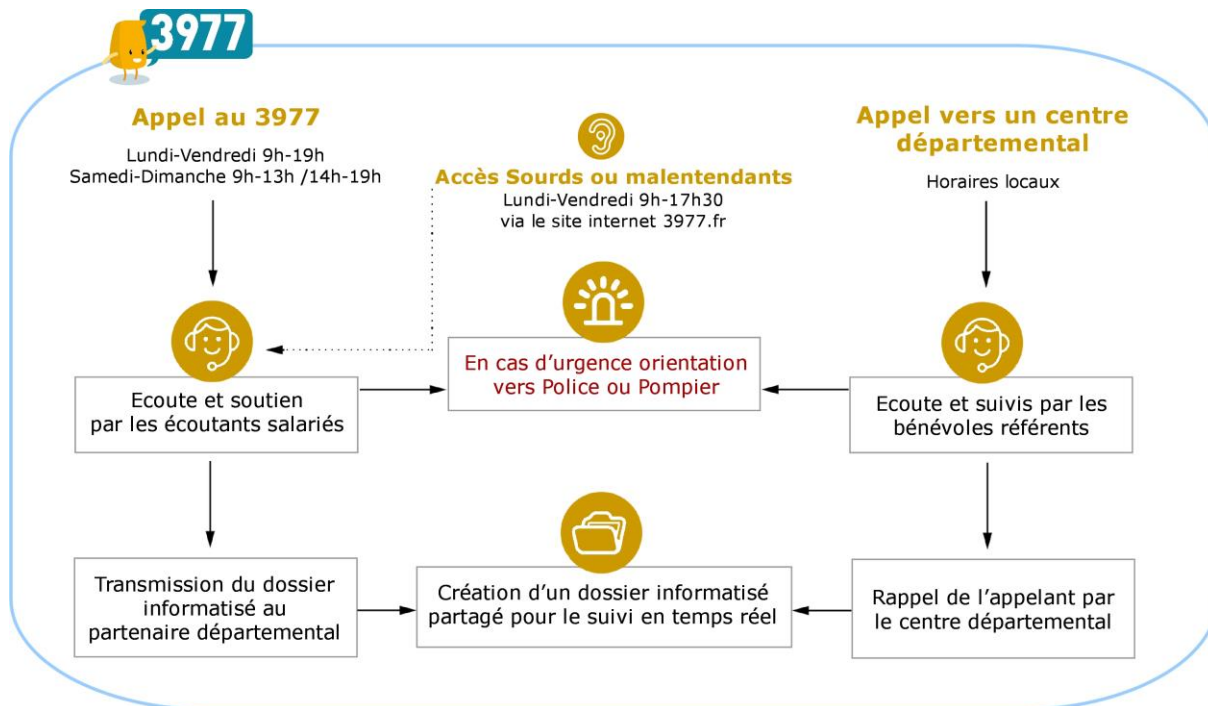 3977
Appel au 3977
Lundi-Vendredi 9h-19h
Samedi-Dimanche 9h-13h /14h-19h
Accès Sourds ou malentendants
Lundi-Vendredi 9h-17h30
via le site internet 3977.fr
Appel vers un centre
départemental
Horaires locaux
En cas d'urgence orientation
vers Police ou Pompier
Ecoute et soutien
par les écoutants salariés
Ecoute et suivis par les
bénévoles référents
Transmission du dossier
informatisé au
partenaire départemental
Création d'un dossier informatisé
partagé pour le suivi en temps réel
Rappel de l'appelant par
le centre départemental